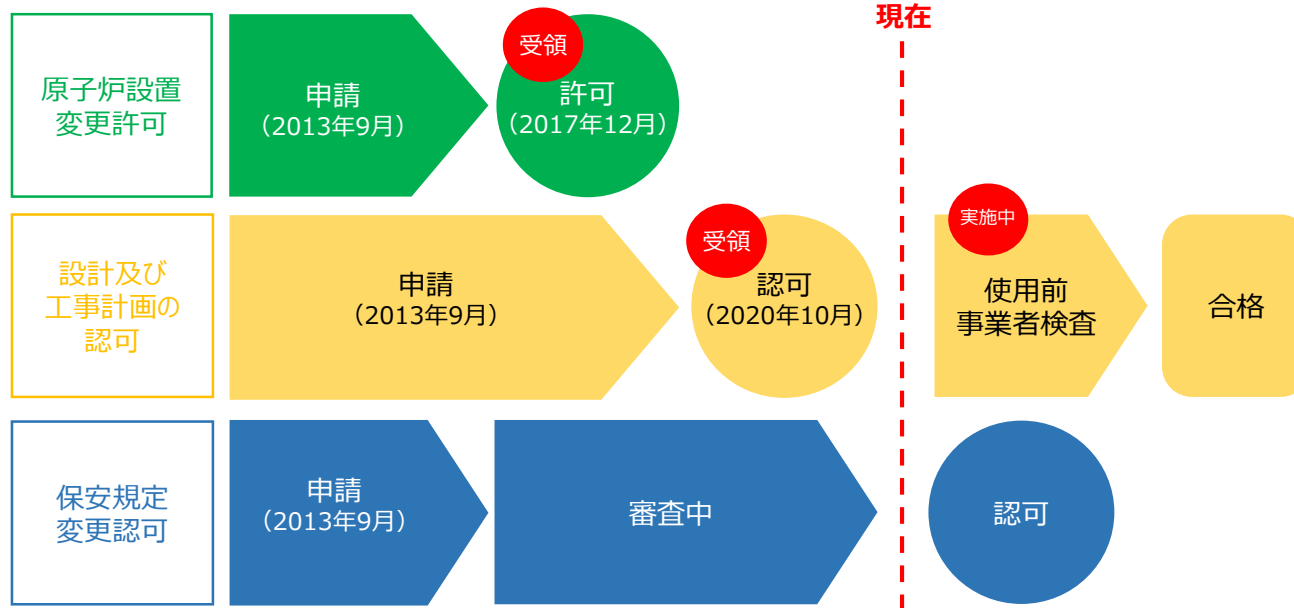 現在
原子炉設置
変更許可
申請
（2013年9月）
受領
許可
（2017年12月）
設計及び
工事計画の
認可
申請
（2013年9月）
受領
認可
（2020年10月）
実施中
使用前
事業者検査
合格
保安規定
変更認可
申請
（2013年9月）
審査中
認可